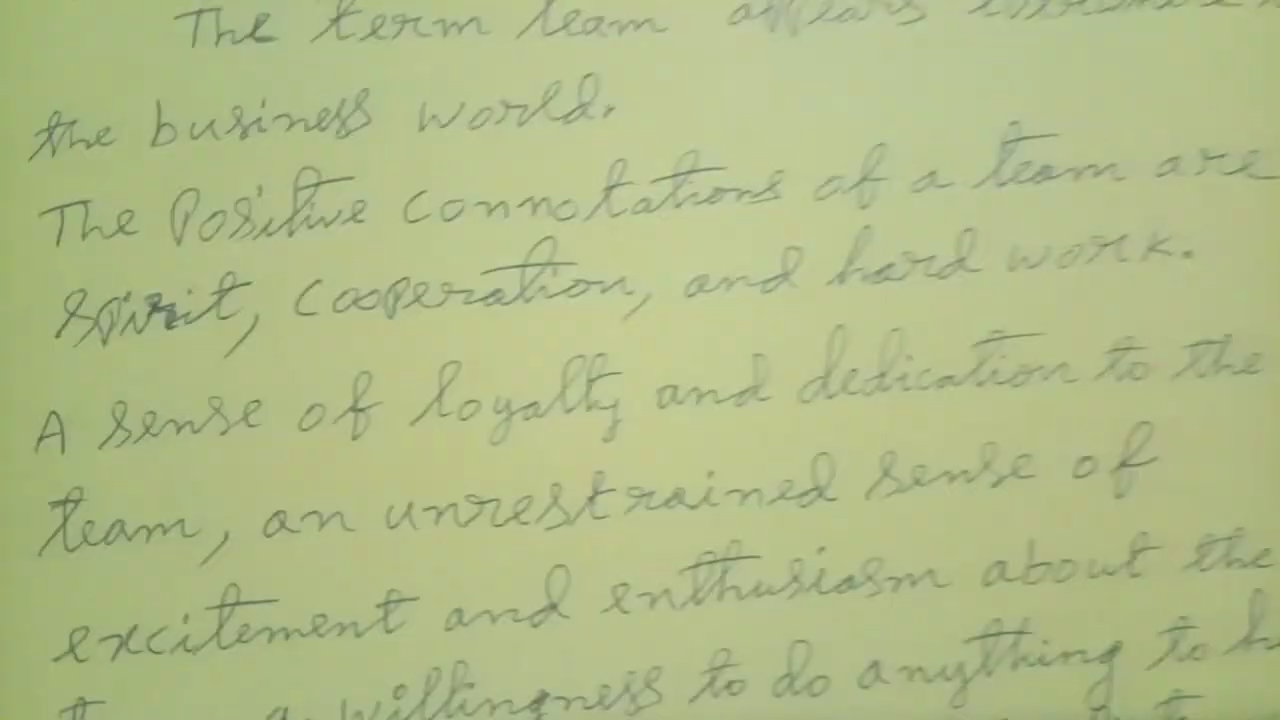 The term team appears
the business world.
The Positive connotations of a team are
spirit, cooperation, and hard work.
A sense of loyalty and dedication to the
team, an unrestrained sense of
excitement and enthusiasm about the
a willingness to do anything to